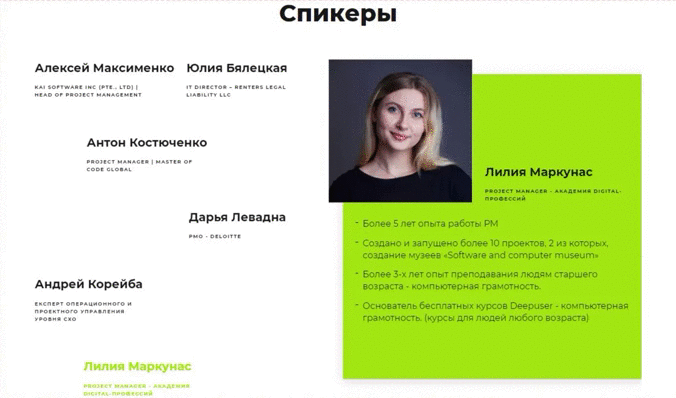 Спикеры
Алексей Максименко
KAI SOFTWARE INC (PTE., LTD) |
HEAD OF PROJECT MANAGEMENT
Юлия Бялецкая
IT DIRECTOR – RENTERS LEGAL
LIABILITY LLC
Антон Костюченко
PROJECT MANAGER | MASTER OF
CODE GLOBAL
Дарья Левадна
PMO - DELOITTE
Андрей Корейба
ЕКСПЕРТ ОПЕРАЦИОННОГО И
ПРОЕКТНОГО УПРАВЛЕНИЯ
УРОВНЯ СХО
Лилия Маркунас
PROJECT MANAGER - АКАДЕМИЯ
DIGITAL-ПРОФЕССИЙ
Лилия Маркунас
PROJECT MANAGER - АКАДЕМИЯ DIGITAL-
ПРОФЕССИЙ
- Более 5 лет опыта работы PM
- Создано и запущено более 10 проектов, 2 из которых,
создание музеев «Software and computer museum»
- Более 3-х лет опыт преподавания людям старшего
возраста - компьютерная грамотность.
- Основатель бесплатных курсов Deepuser - компьютерная
грамотность. (курсы для людей любого возраста)